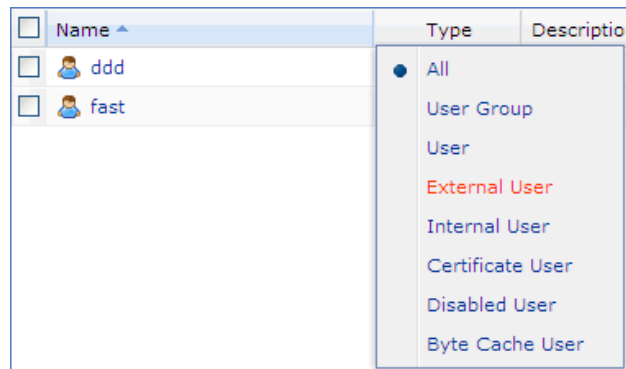 Name Type Descriptio
ddd
fast
All
User Group
User
External User
Internal User
Certificate User
Disabled User
Byte Cache User